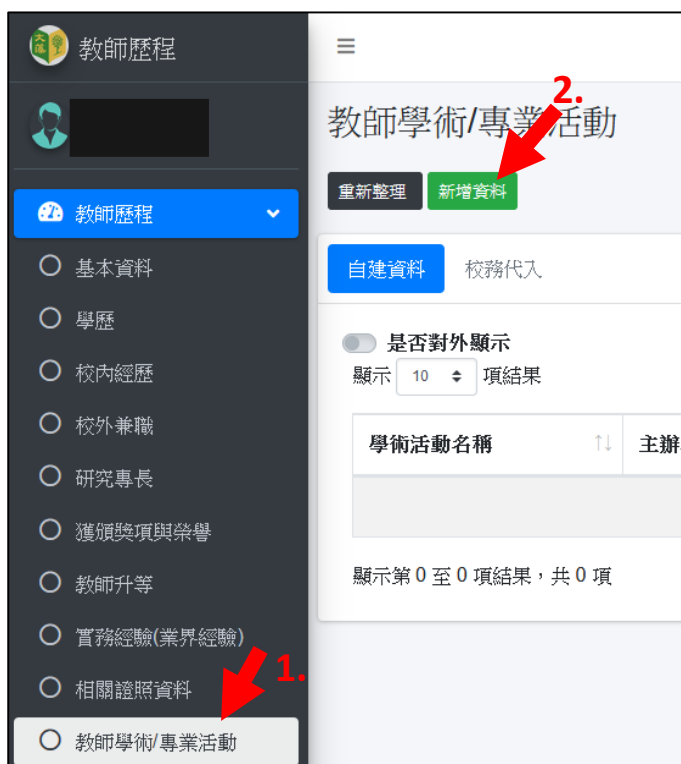 教師歷程
教師歷程
基本資料
學歷
校內經歷
校外兼職
研究專長
獲頒獎項與榮譽
教師升等
實務經驗(業界經驗)
相關證照資料
1.
教師學術/專業活動
2.
教師學術/專業活動
重新整理 新增資料
自建資料 校務代入
是否對外顯示
顯示 10 項結果
學術活動名稱 主辦
顯示第 0 至 0 項結果，共 0 項